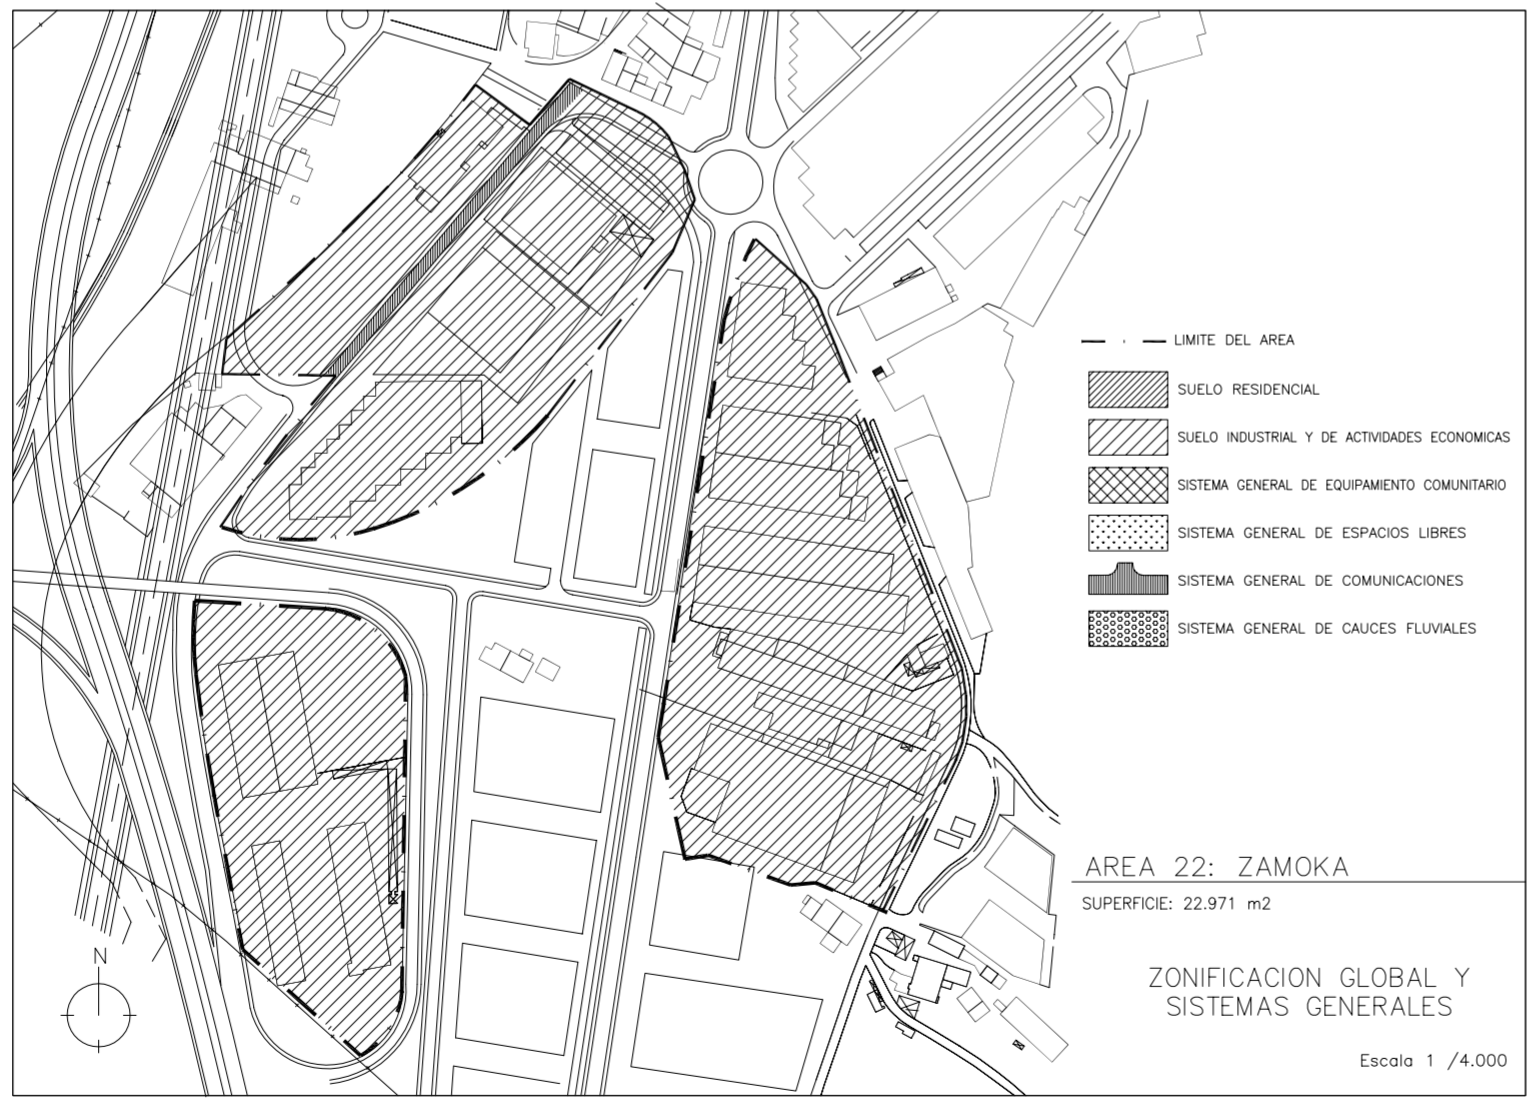 LIMITE DEL AREA
SUELO RESIDENCIAL
SUELO INDUSTRIAL Y DE ACTIVIDADES ECONOMICAS
SISTEMA GENERAL DE EQUIPAMIENTO COMUNITARIO
SISTEMA GENERAL DE ESPACIOS LIBRES
SISTEMA GENERAL DE COMUNICACIONES
SISTEMA GENERAL DE CAUCES FLUVIALES
AREA 22: ZAMOKA
SUPERFICIE: 22.971 m2
N
ZONIFICACION GLOBAL Y
SISTEMAS GENERALES
Escala 1 /4.000